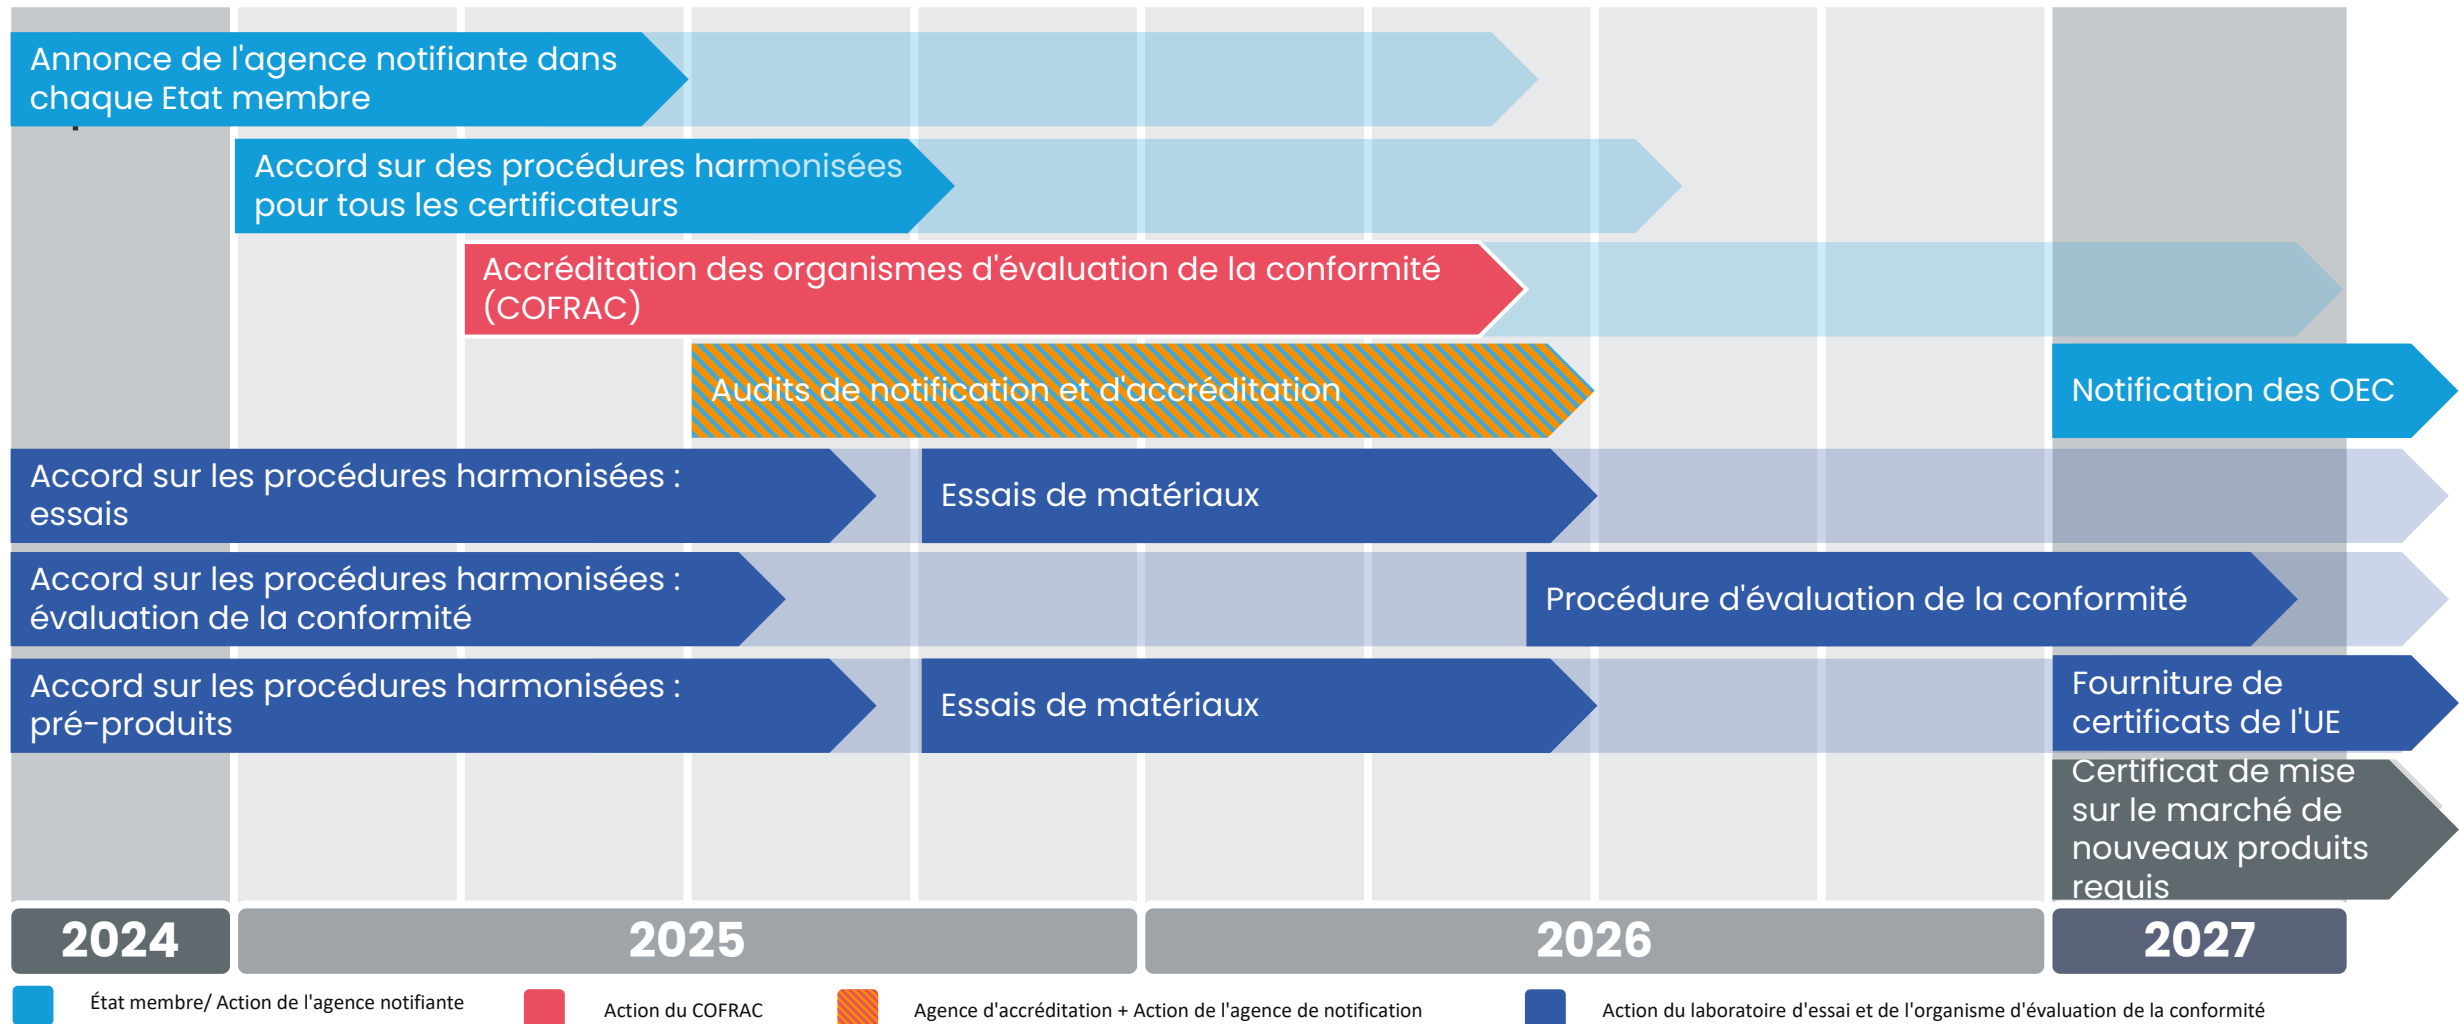 Annonce de l'agence notifiante dans
chaque Etat membre
Accord sur des procédures harmonisées
pour tous les certificateurs
Accréditation des organismes d'évaluation de la conformité
(COFRAC)
Audits de notification et d'accréditation
Notification des OEC
Accord sur les procédures harmonisées :
essais
Essais de matériaux
Accord sur les procédures harmonisées :
évaluation de la conformité
Procédure d'évaluation de la conformité
Accord sur les procédures harmonisées :
pré-produits
Essais de matériaux
Fourniture de
certificats de l'UE
Certificat de mise
sur le marché de
nouveaux produits
requis
2024
2025
2026
2027
État membre/ Action de l'agence notifiante
Action du COFRAC
Agence d'accréditation + Action de l'agence de notification
Action du laboratoire d'essai et de l'organisme d'évaluation de la conformité